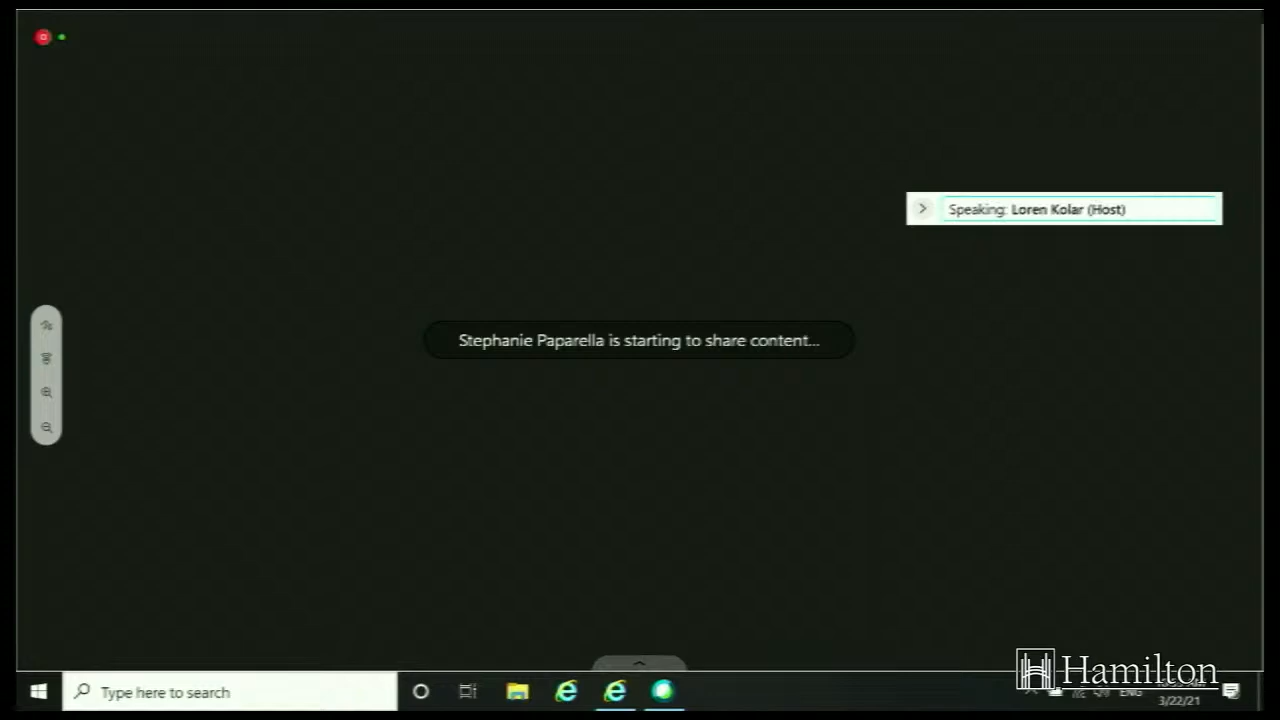 Speaking: Loren Kolar (Host)
Stephanie Paparella is starting to share content...
Hamilton
Type here to search
ENG
3/22/21